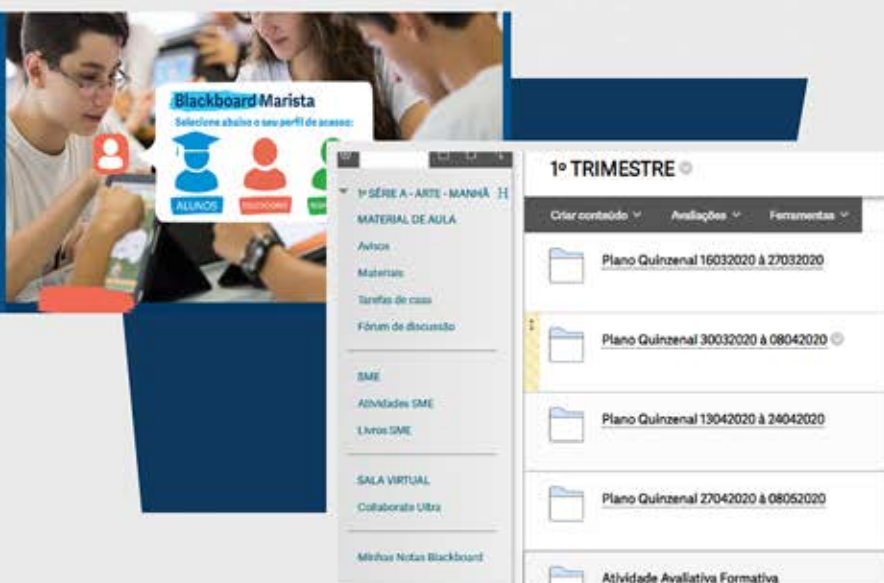 Blackboard Marista
Selecione abaixo o seu perfil de acesso:
ALUNOS
1ª SÉRIE A - ARTE - MANHÃ
MATERIAL DE AULA
Avisos
Materiais
Tarefas de casa
Fórum de discussão
SME
Atividades SME
Livros SME
SALA VIRTUAL
Collaborate Ultra
Minhas Notas Blackboard
1º TRIMESTRE
Criar conteúdo Avaliações Ferramentas
Plano Quinzenal 16032020 à 27032020
Plano Quinzenal 30032020 à 08042020
Plano Quinzenal 13042020 à 24042020
Plano Quinzenal 27042020 à 08052020
Atividade Avaliativa Formativa